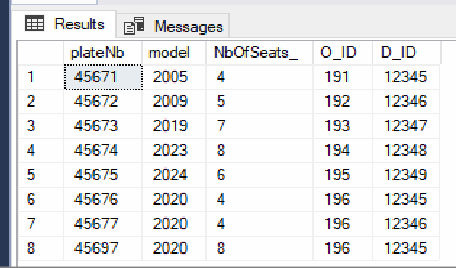 Results Messages
plateNb model NbOfSeats_ O_ID D_ID
1 45671 2005 4 191 12345
2 45672 2009 5 192 12346
3 45673 2019 7 193 12347
4 45674 2023 8 194 12348
5 45675 2024 6 195 12349
6 45676 2020 4 196 12345
7 45677 2020 4 196 12345
8 45697 2020 8 196 12345